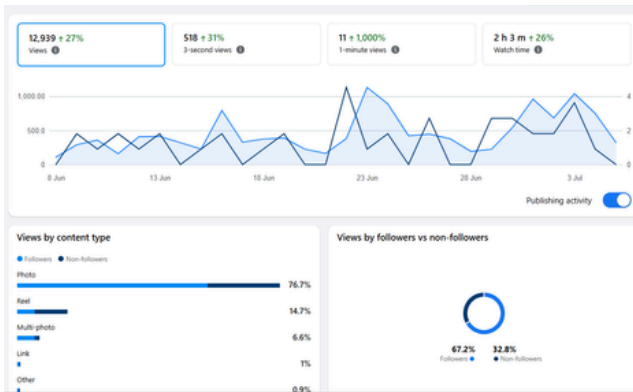 12,939 ↑ 27%
Views
518 ↑ 31%
3-second views
11 ↑ 1,000%
1-minute views
2 h 3 m ↑ 26%
Watch time
1,000.00
500.0
0
4
2
0
8 Jun
13 Jun
18 Jun
23 Jun
28 Jun
3 Jul
Publishing activity
Views by content type
Followers
Non-followers
Photo
76.7%
Reel
14.7%
Multi-photo
6.6%
Link
1%
Other
0.9%
Views by followers vs non-followers
67.2%
Followers
32.8%
Non-followers